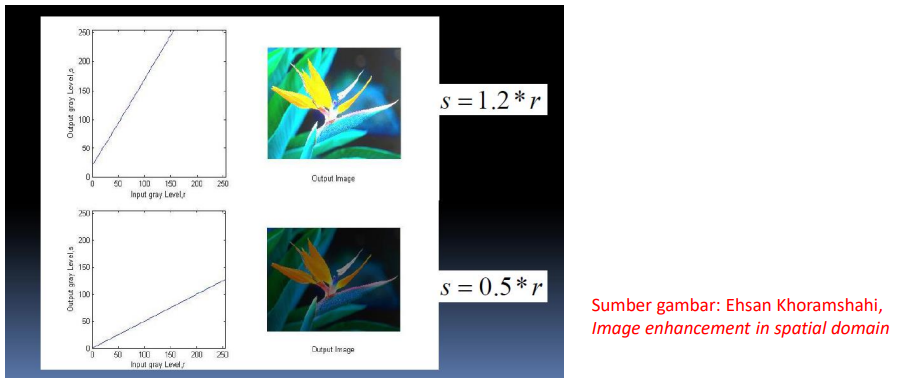 250
200
150
100
50
0
Output gray Level,s
0 50 100 150 200 250
Input gray Level,r
Output Image
s = 1.2 * r
250
200
150
100
50
0
Output gray Level,s
0 50 100 150 200 250
Input gray Level,r
Output Image
s = 0.5 * r
Sumber gambar: Ehsan Khoramshahi,
Image enhancement in spatial domain